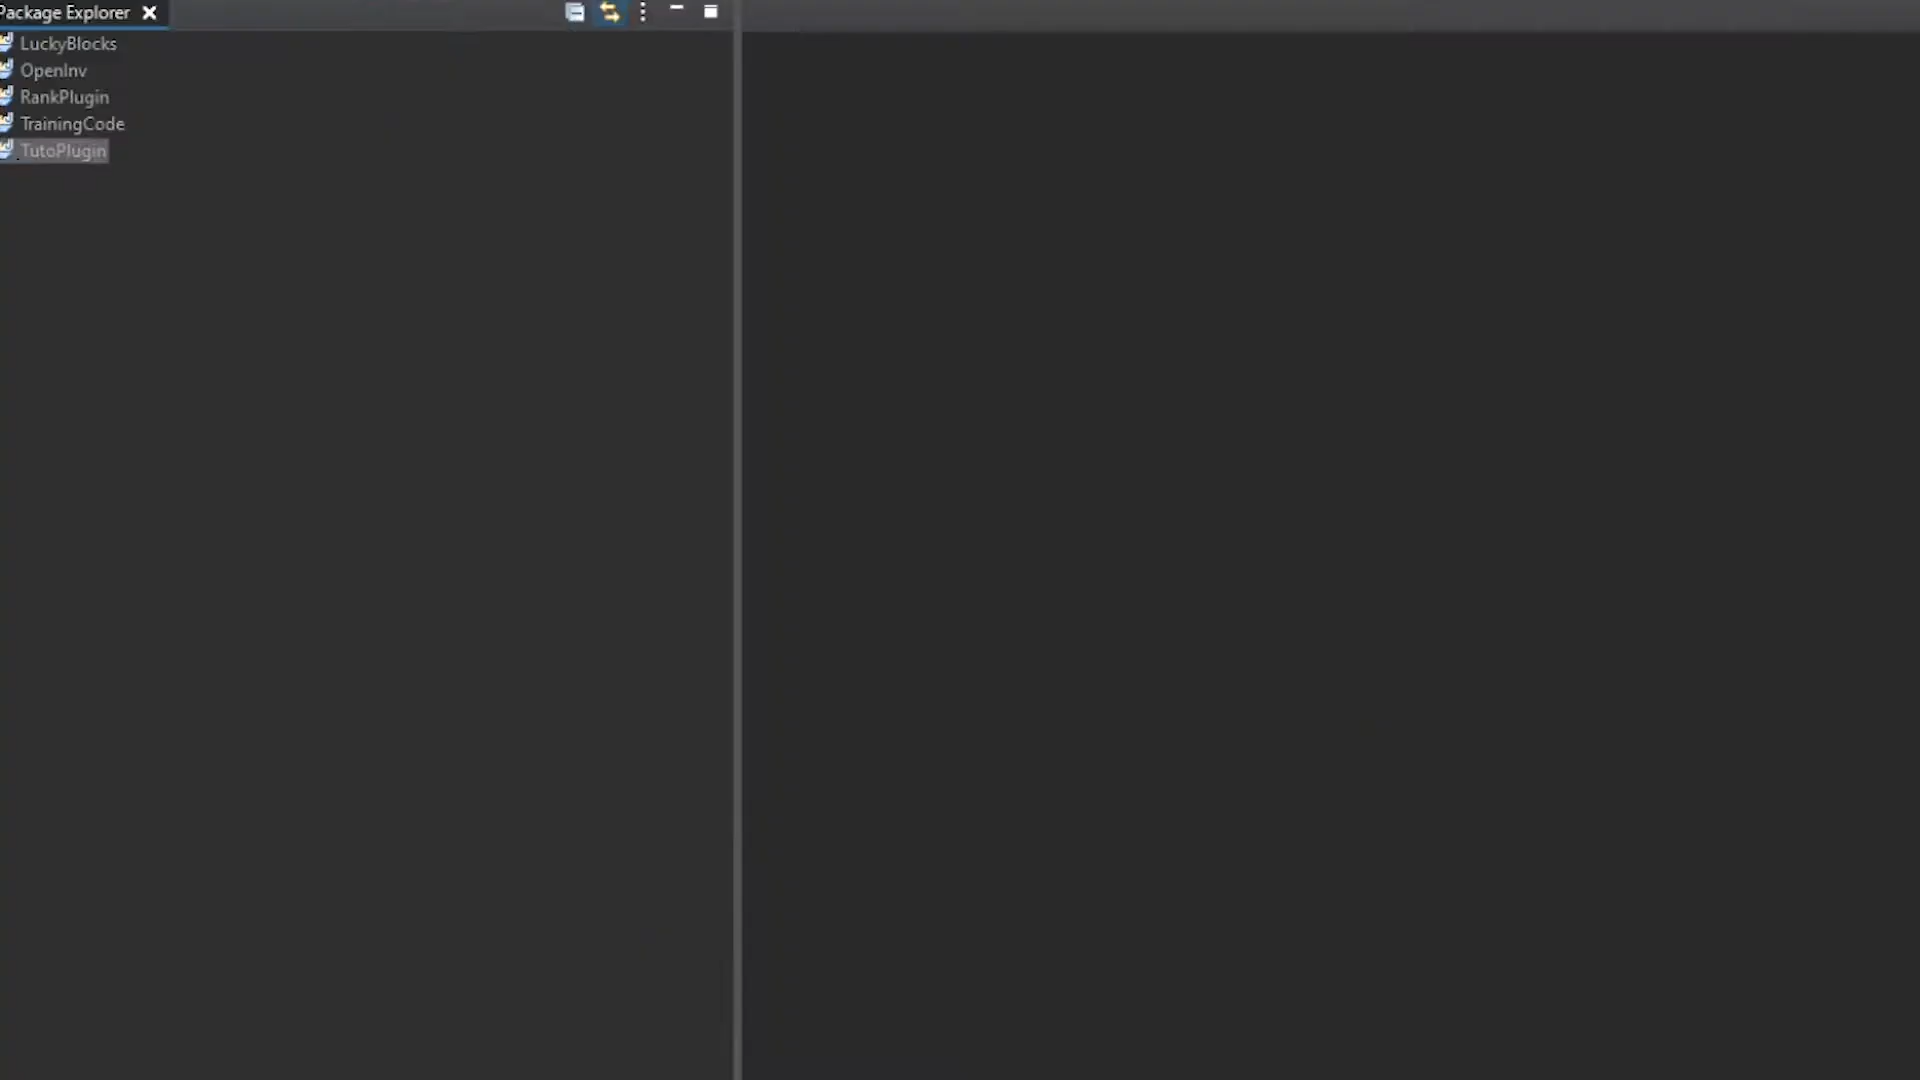 Package Explorer
LuckyBlocks
OpenInv
RankPlugin
TrainingCode
TutoPlugin